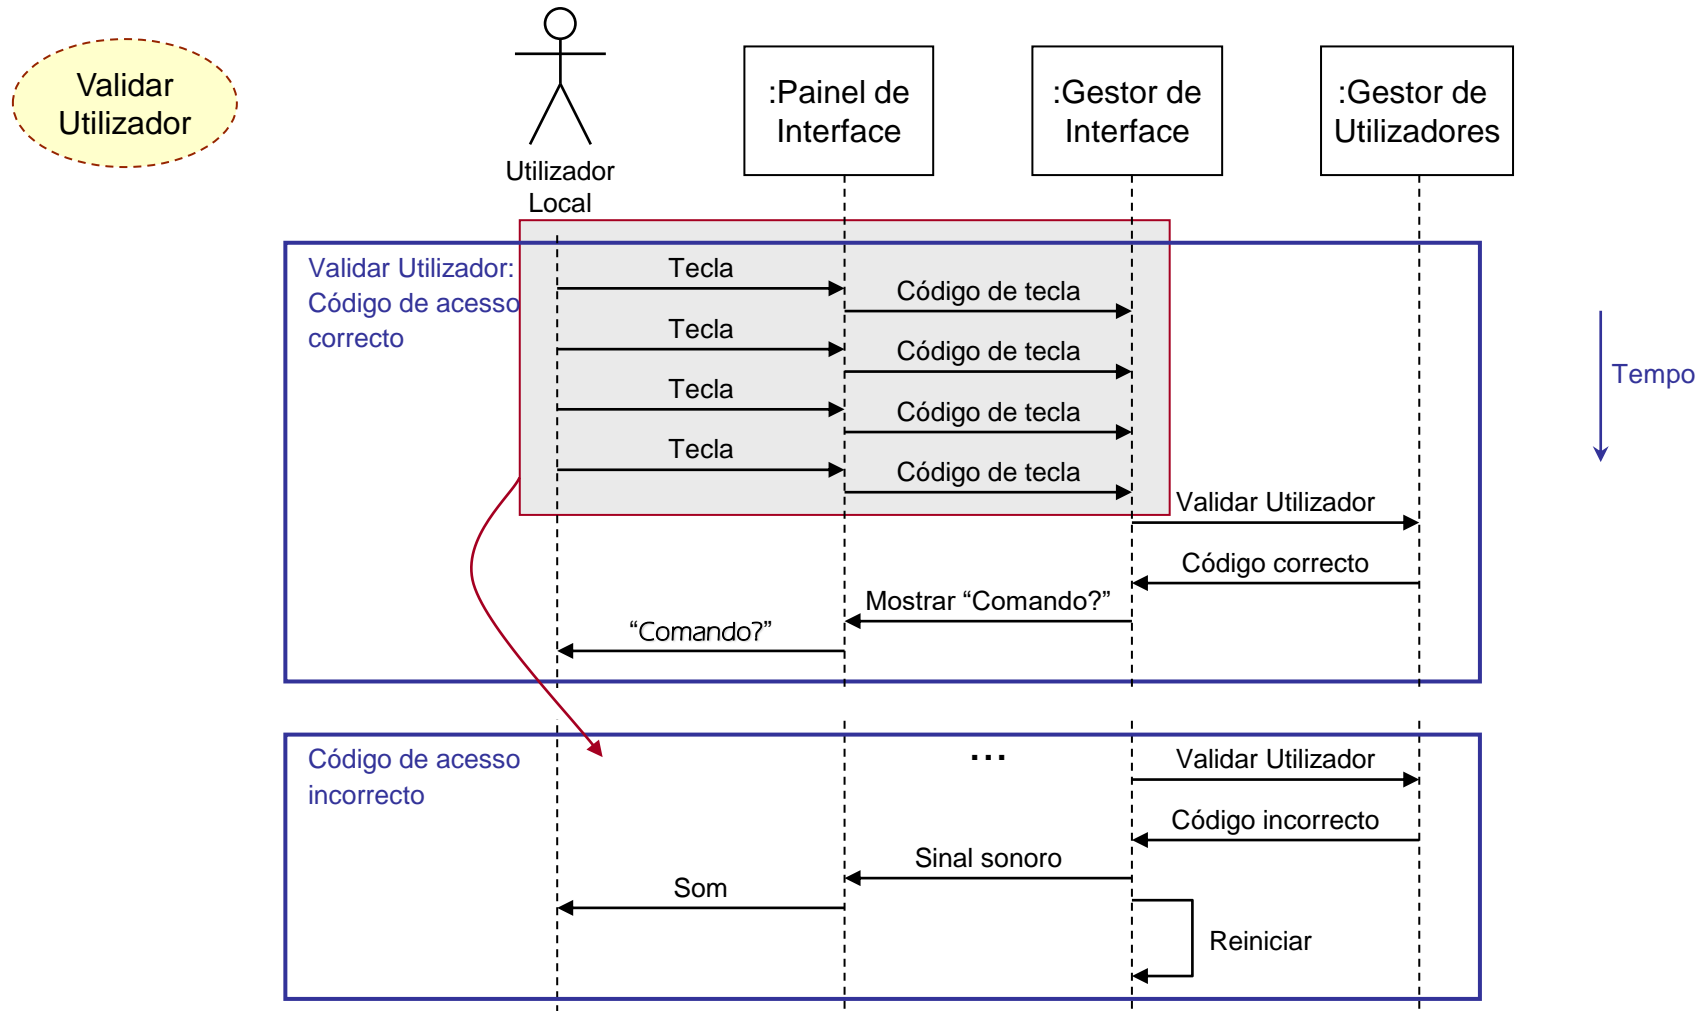 Validar
Utilizador
Utilizador
Local
:Painel de
Interface
:Gestor de
Interface
:Gestor de
Utilizadores
Validar Utilizador:
Código de acesso
correcto
Tecla
Código de tecla
Tecla
Código de tecla
Tecla
Código de tecla
Tecla
Código de tecla
Validar Utilizador
Código correcto
Mostrar “Comando?”
“Comando?”
Tempo
Código de acesso
incorrecto
...
Validar Utilizador
Código incorrecto
Sinal sonoro
Som
Reiniciar